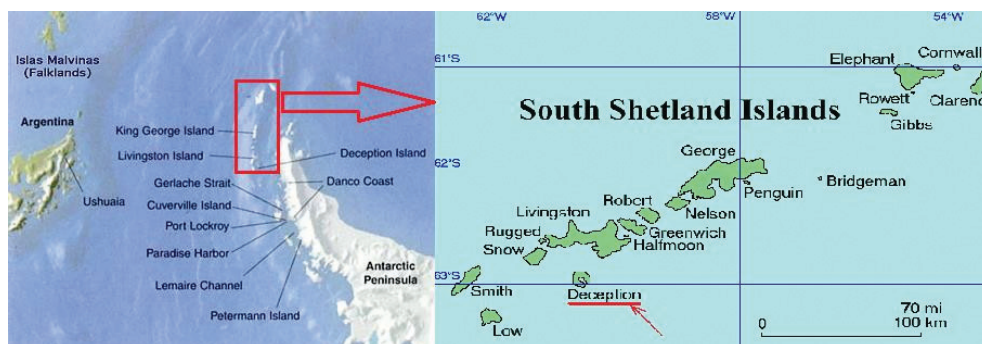 Islas Malvinas
(Falklands)
Argentina
Ushuaia
King George Island
Livingston Island
Deception Island
Gerlache Strait
Danco Coast
Cuverville Island
Port Lockroy
Paradise Harbor
Lemaire Channel
Petermann Island
Antarctic
Peninsula
62°W
58°W
54°W
61°S
62°S
63°S
South Shetland Islands
Elephant
Cornwall
Rowett
Clarenc
Gibbs
George
Bridgeman
Penguin
Robert
Nelson
Livingston
Greenwich
Rugged
Halfmoon
Snow
Smith
Deception
Low
70 mi
0
100 km